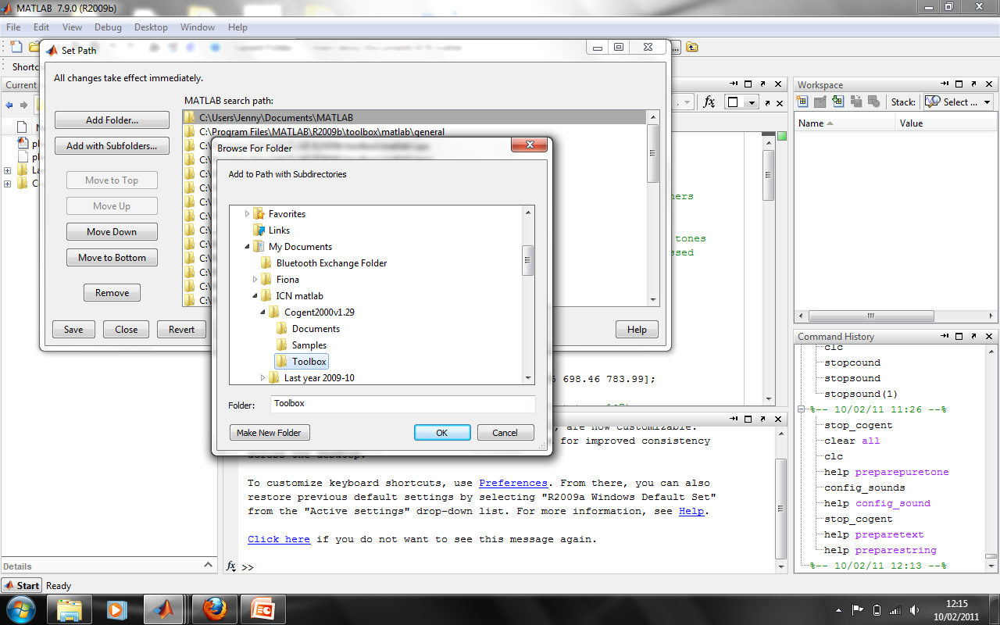 MATLAB 7.9.0 (R2009b)
File Edit View Debug Desktop Window Help
Set Path
Shortc
All changes take effect immediately.
Current
MATLAB search path:
Add Folder...
Add with Subfolders...
Move to Top
Move Up
Move Down
Move to Bottom
Remove
Save Close Revert Help
C:\Users\Jenny\Documents\MATLAB
C:\Program Files\MATLAB\R2009b\toolbox\matlab\general
Browse For Folder
Add to Path with Subdirectories
Favorites
Links
My Documents
Bluetooth Exchange Folder
Fiona
ICN matlab
Cogent2000v1.29
Documents
Samples
Toolbox
Last year 2009-10
Folder: Toolbox
Make New Folder OK Cancel
Workspace
Stack: Select ...
Name Value
tones
698.46 783.99];
Command History
clc
stopcound
stopsound
stopsound(1)
%-- 10/02/11 11:26 --%
stop_cogent
clear all
clc
help preparepuretone
config_sounds
help config_sound
stop_cogent
help preparetext
help preparestring
%-- 10/02/11 12:13 --%
, are now customizable.
for improved consistency
across the desktop.
To customize keyboard shortcuts, use Preferences. From there, you can also
restore previous default settings by selecting "R2009a Windows Default Set"
from the "Active settings" drop-down list. For more information, see Help.
Click here if you do not want to see this message again.
fx >>
Details
Start Ready
12:15
10/02/2011